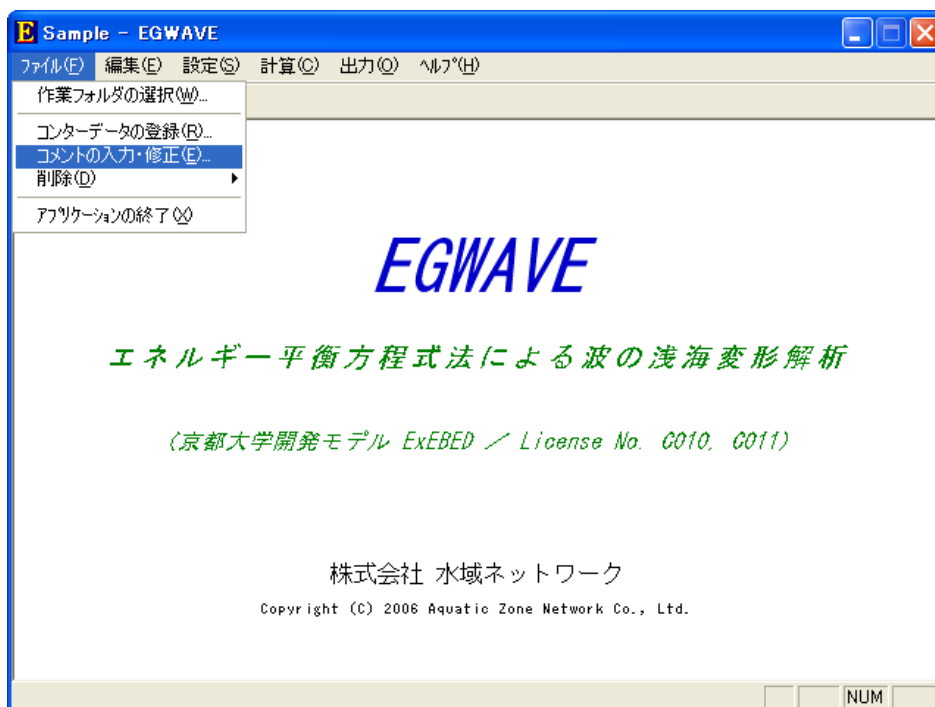 E Sample - EGWAVE
ﾌｧｲﾙ(F) 編集(E) 設定(S) 計算(C) 出力(O) ﾍﾙﾌﾟ(H)
作業フォルダの選択(W)...
コンターデータの登録(R)...
コメントの入力・修正(E)...
削除(D)
ｱﾌﾟﾘｹｰｼｮﾝの終了(X)
EGWAVE
エネルギー平衡方程式法による波の浅海変形解析
(京都大学開発モデル ExEBED ／ License No. G010, G011)
株式会社 水域ネットワーク
Copyright (C) 2006 Aquatic Zone Network Co., Ltd.
NUM